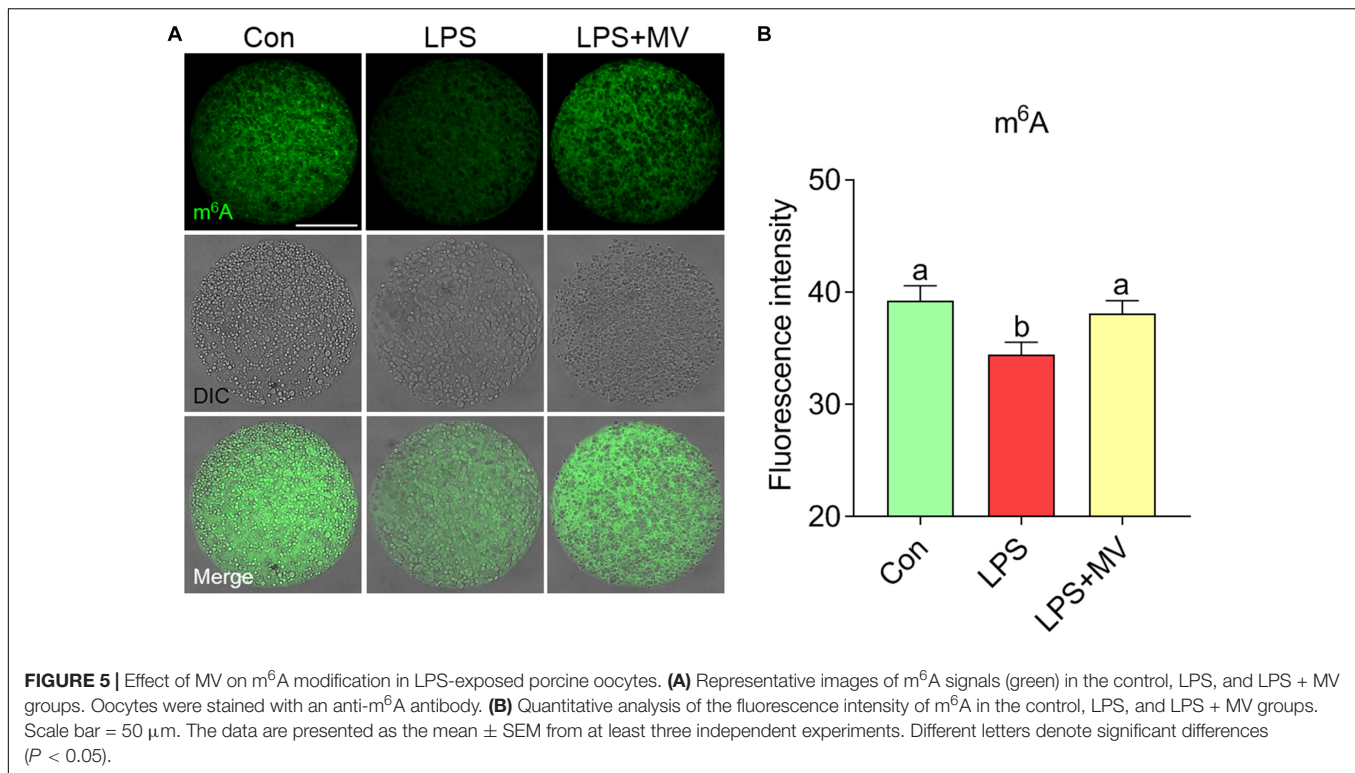 A
Con
LPS
LPS+MV
m⁶A
DIC
Merge
B
m⁶A
Fluorescence intensity
50
40
30
20
a
b
a
Con
LPS
LPS+MV
FIGURE 5 | Effect of MV on m⁶A modification in LPS-exposed porcine oocytes. (A) Representative images of m⁶A signals (green) in the control, LPS, and LPS + MV
groups. Oocytes were stained with an anti-m⁶A antibody. (B) Quantitative analysis of the fluorescence intensity of m⁶A in the control, LPS, and LPS + MV groups.
Scale bar = 50 μm. The data are presented as the mean ± SEM from at least three independent experiments. Different letters denote significant differences
(P < 0.05).